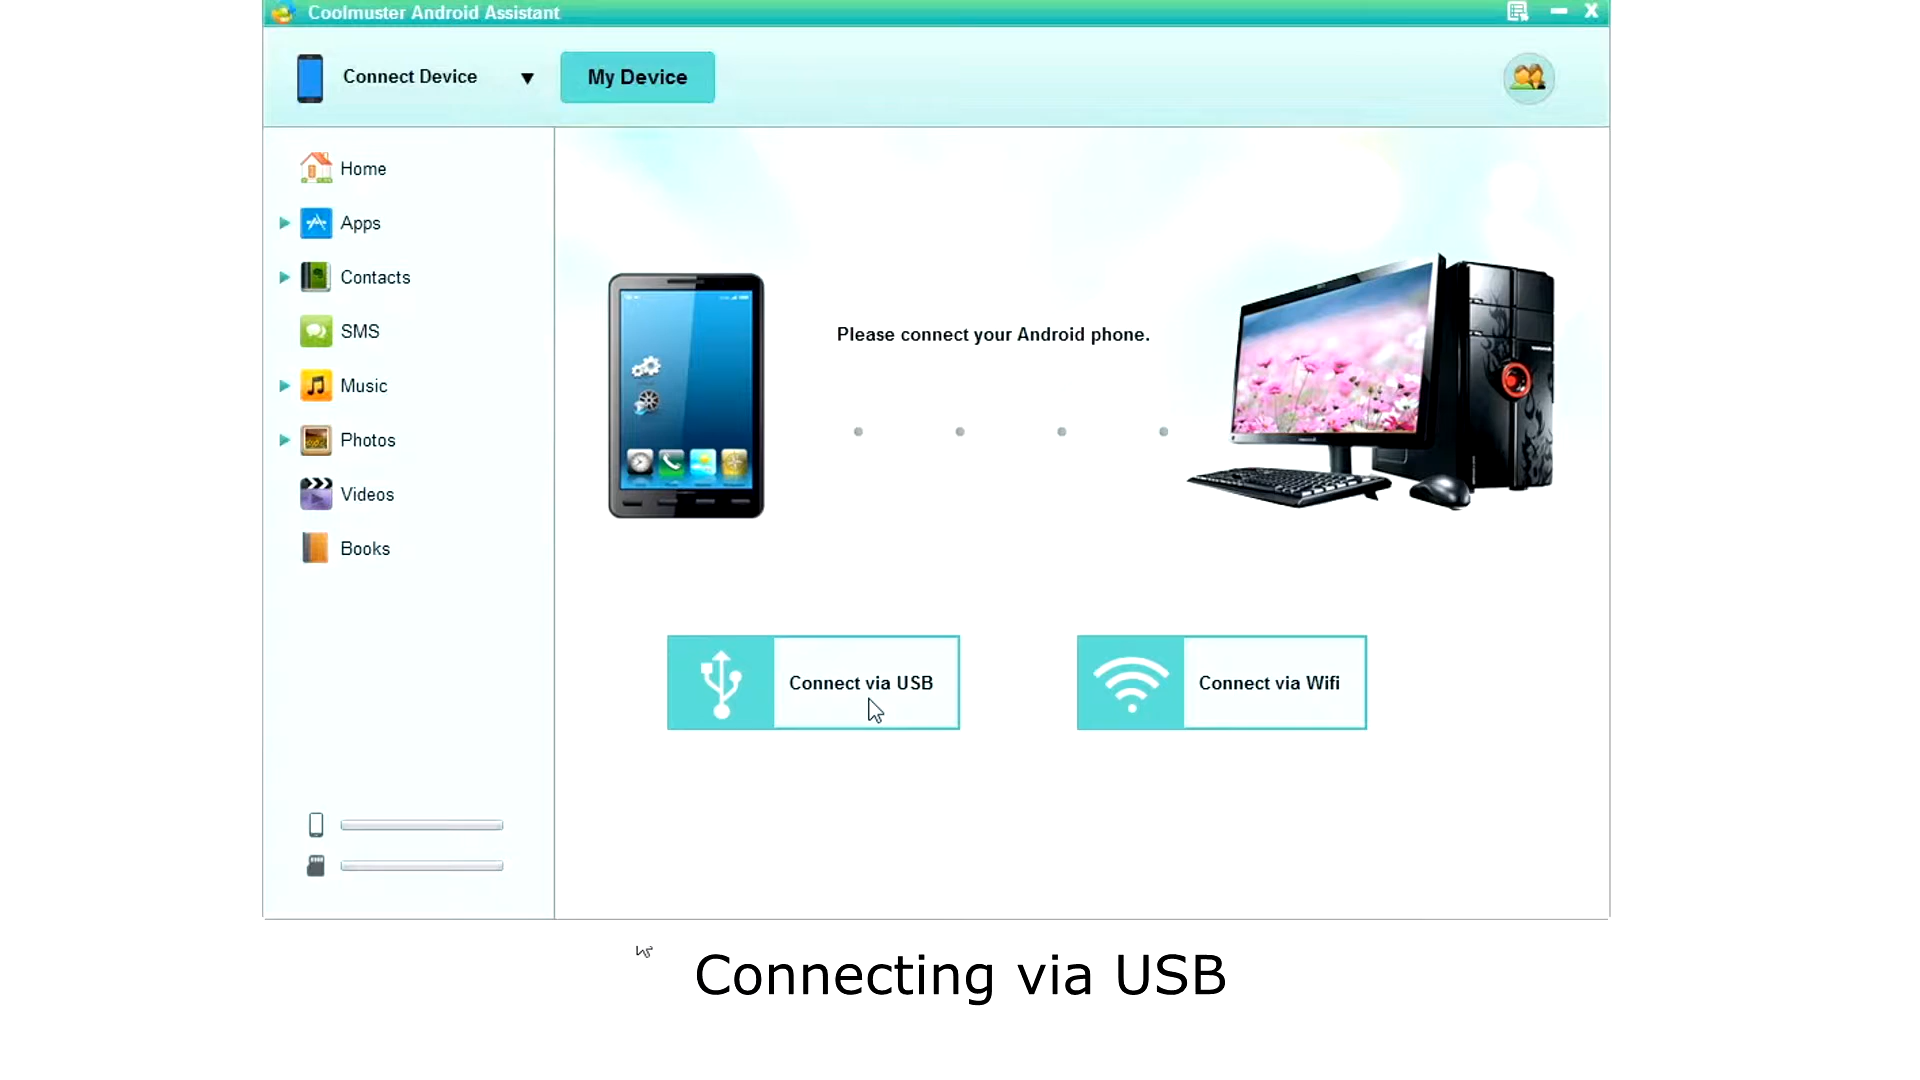 Coolmuster Android Assistant
Connect Device
My Device
Home
Apps
Contacts
SMS
Music
Photos
Videos
Books
Please connect your Android phone.
Connect via USB
Connect via Wifi
Connecting via USB